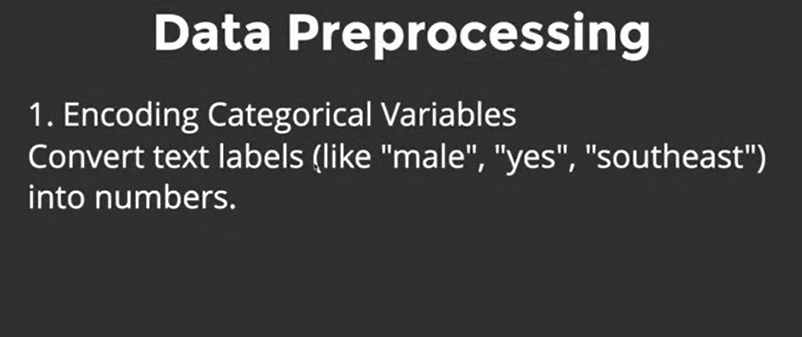 Data Preprocessing
1. Encoding Categorical Variables
Convert text labels (like "male", "yes", "southeast")
into numbers.